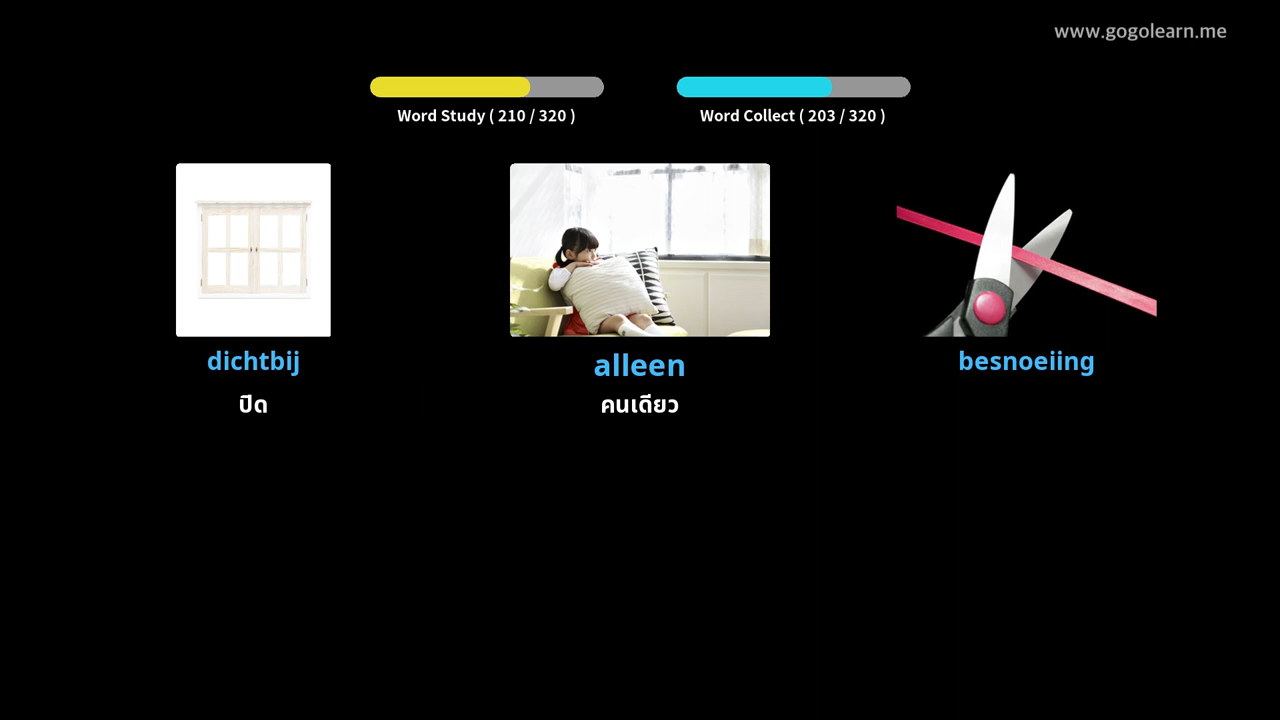 www.gogolearn.me
Word Study ( 210 / 320 )
Word Collect ( 203 / 320 )
dichtbij
alleen
besnoeiing
ปิด
คนเดียว